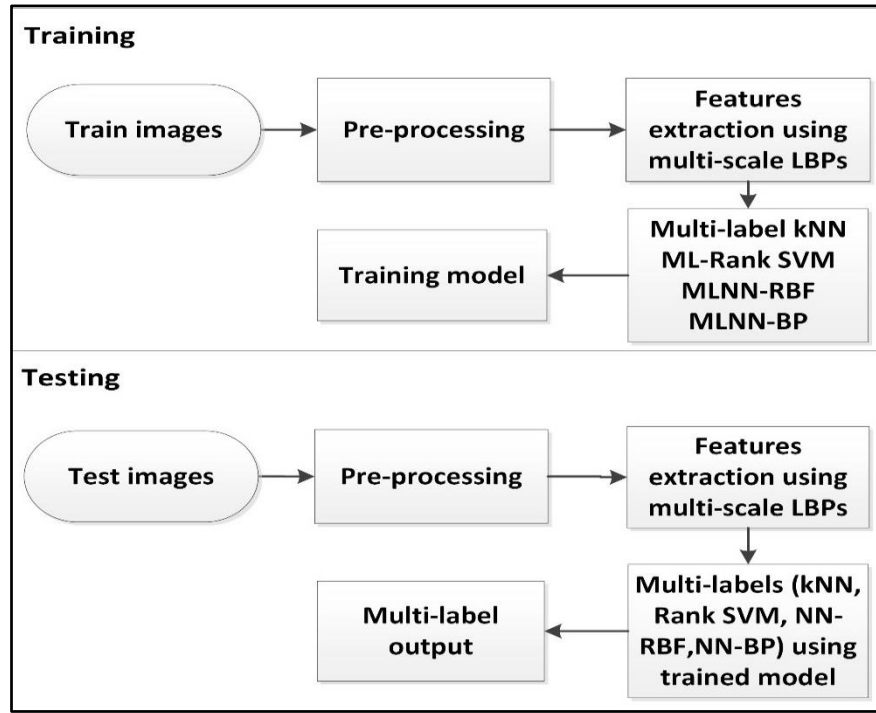 Training
Train images
Pre-processing
Features
extraction using
multi-scale LBPs
Multi-label kNN
ML-Rank SVM
MLNN-RBF
MLNN-BP
Training model
Testing
Test images
Pre-processing
Features
extraction using
multi-scale LBPs
Multi-labels (kNN,
Rank SVM, NN-
RBF,NN-BP) using
trained model
Multi-label
output